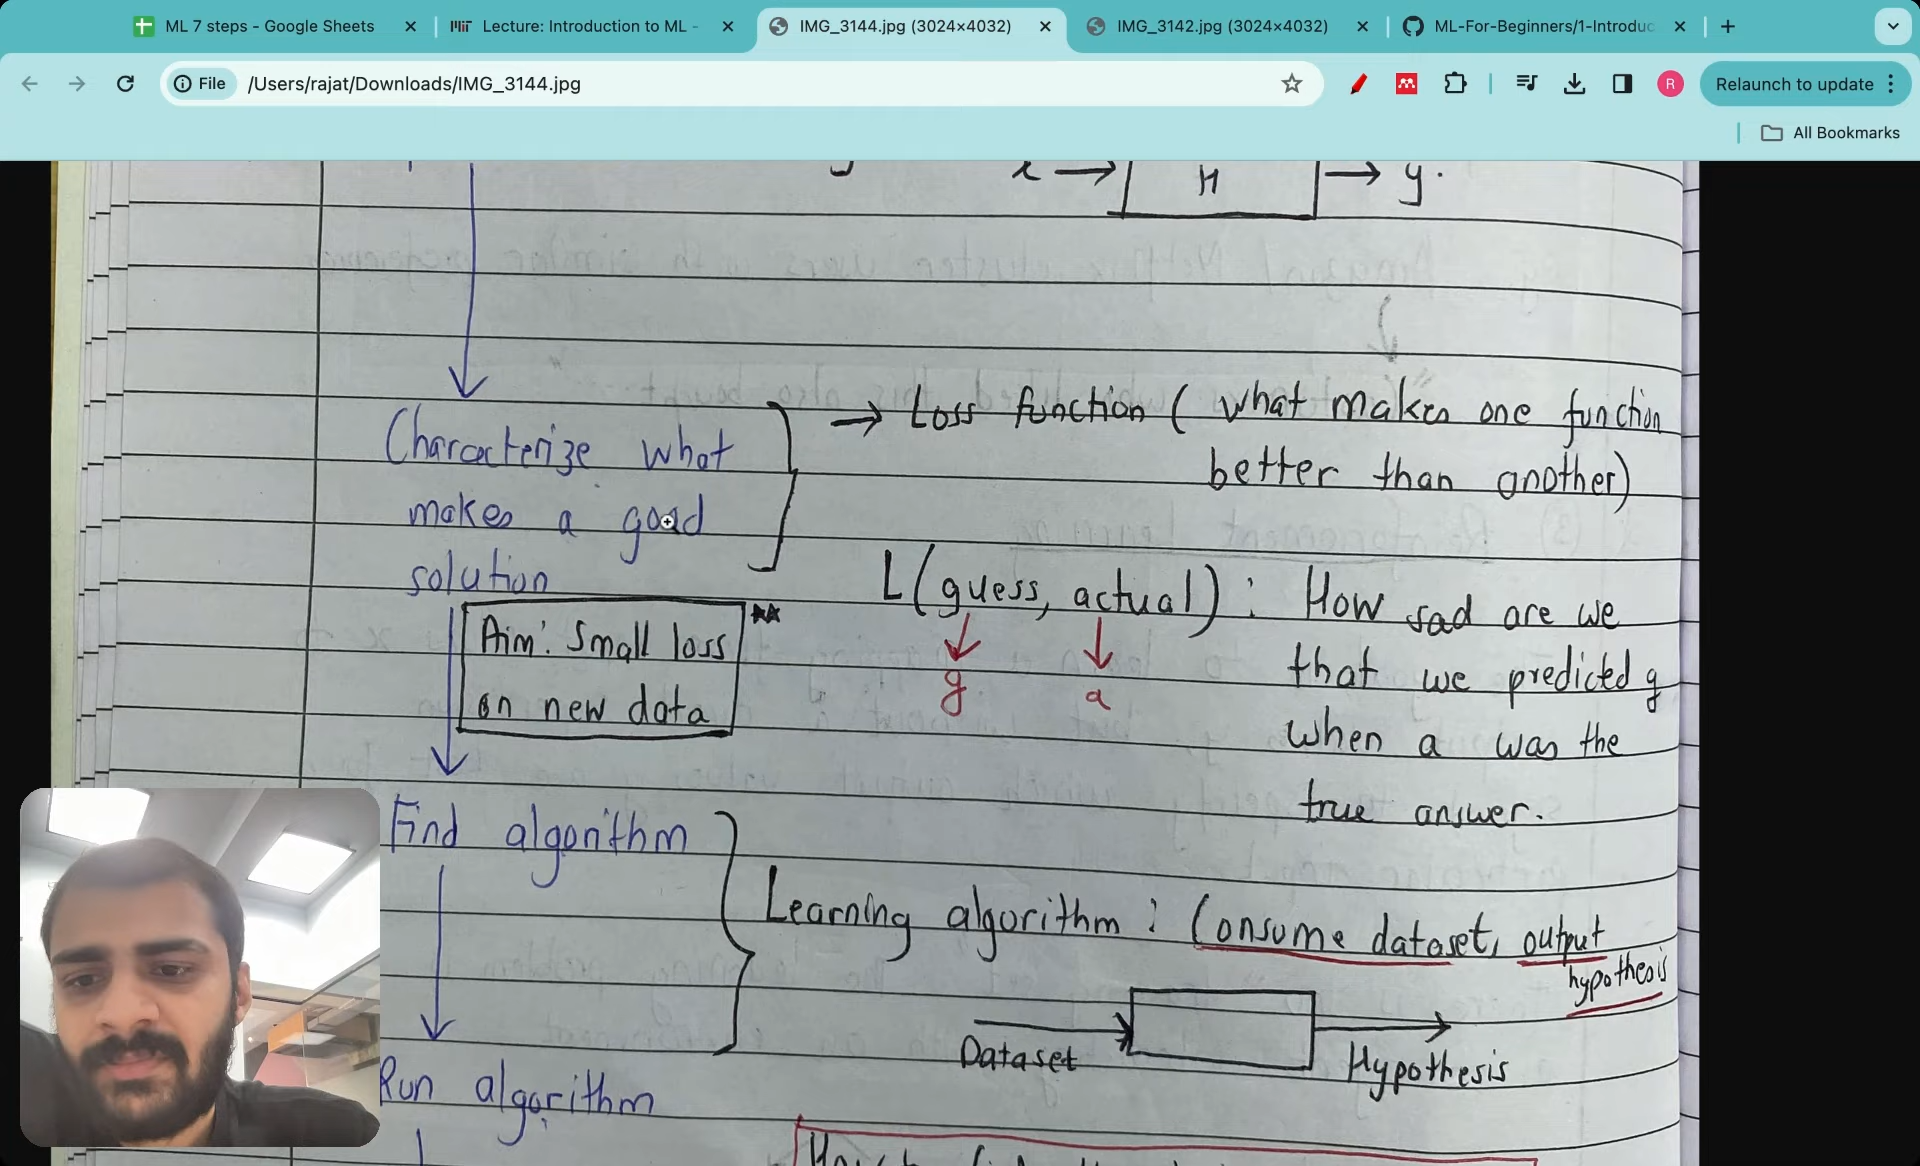 ML 7 steps - Google Sheets
Lecture: Introduction to ML -
IMG_3144.jpg (3024×4032)
IMG_3142.jpg (3024×4032)
ML-For-Beginners/1-Introduc
File
/Users/rajat/Downloads/IMG_3144.jpg
R
Relaunch to update
All Bookmarks
x → H → y.
Characterize what
makes a good
solution
→ Loss function ( what makes one function
better than another)
L(guess, actual) : How sad are we
that we predicted g
when a was the
true answer.
g a
Aim: Small loss
on new data
**
Find algorithm
Learning algorithm : Consume dataset, output
hypothesis
Dataset
Hypothesis
Run algorithm